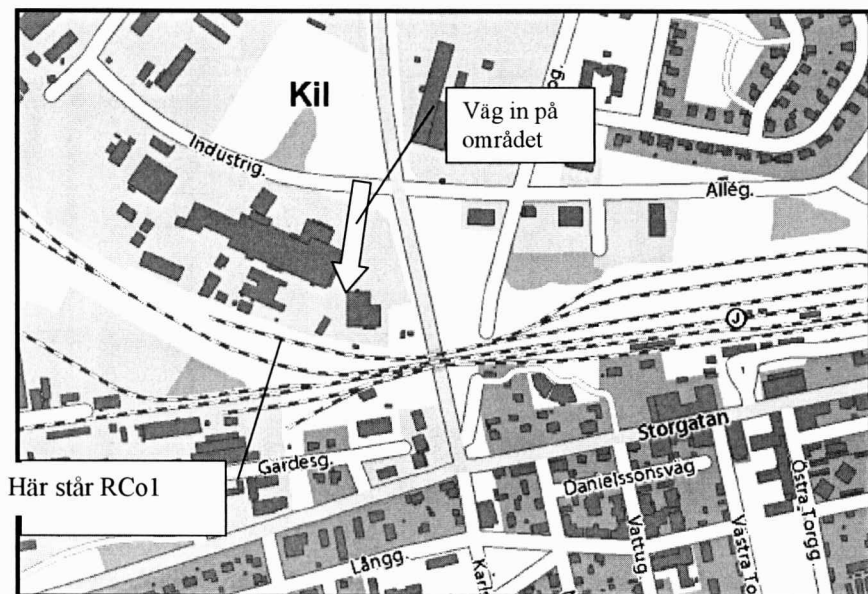 Kil
Väg in på
området
Industrig.
Allég.
Storgatan
Här står RCo1
Gärdesg.
Danielssonsväg
Långg.
Vattug.
Östra Torgg.
Västra To
Karl